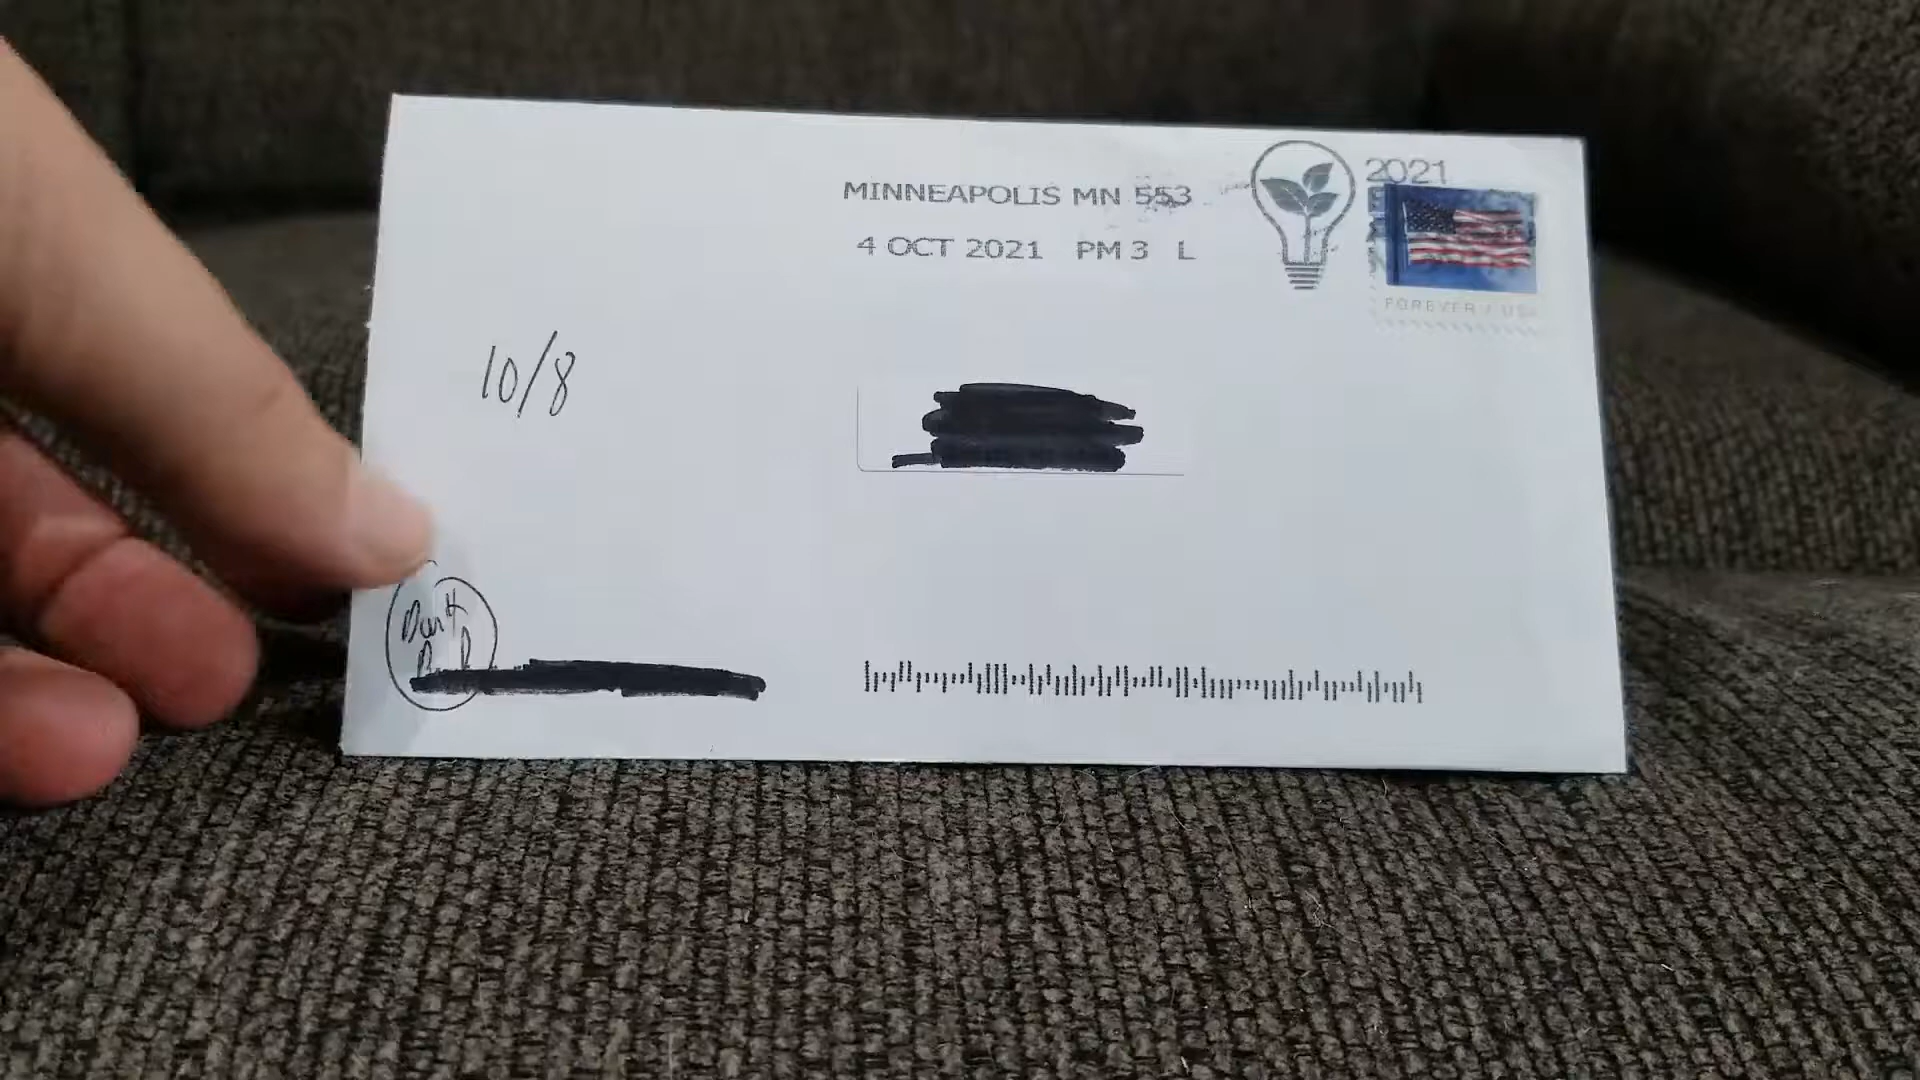 MINNEAPOLIS MN 553
4 OCT 2021 PM 3 L
2021
FOREVER / USA
10/8